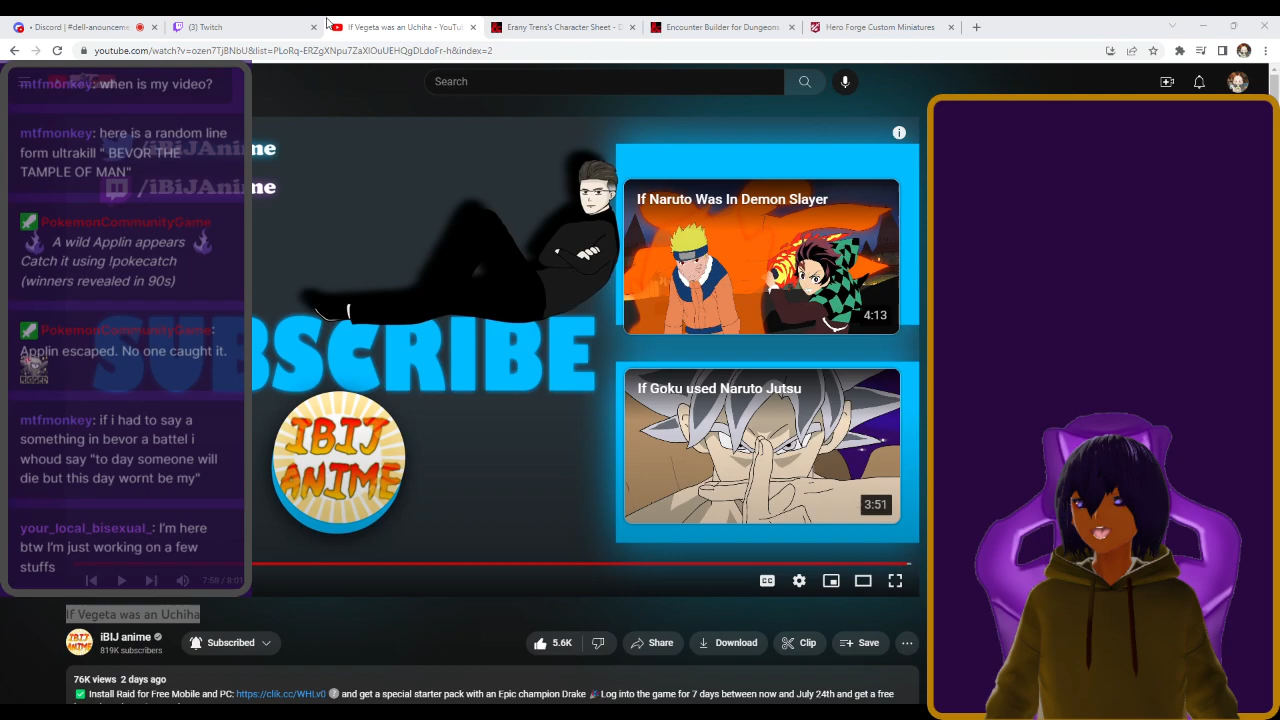 • Discord | #dell-announceme
(3) Twitch
If Vegeta was an Uchiha - YouTu
Erany Trens's Character Sheet - D
Encounter Builder for Dungeons
Hero Forge Custom Miniatures
youtube.com/watch?v=ozen7TjBNbU&list=PLoRq-ERZgXNpu7ZaXlOuUEHQgDLdoFr-h&index=2
Search
mtfmonkey: when is my video?
mtfmonkey: here is a random line
form ultrakill " BEVOR THE
TAMPLE OF MAN"
/iBiJAnime
/iBiJAnime
PokemonCommunityGame
A wild Applin appears
Catch it using !pokecatch
(winners revealed in 90s)
PokemonCommunityGame:
Applin escaped. No one caught it.
mtfmonkey: if i had to say a
something in bevor a battel i
whoud say "to day someone will
die but this day wornt be my"
your_local_bisexual_: I'm here
btw I'm just working on a few
stuffs
SUBSCRIBE
IBIJ
ANIME
If Naruto Was In Demon Slayer
4:13
If Goku used Naruto Jutsu
3:51
7:58 / 8:01
CC
If Vegeta was an Uchiha
iBIJ anime
819K subscribers
Subscribed
5.6K
Share
Download
Clip
Save
76K views 2 days ago
Install Raid for Free Mobile and PC: https://clik.cc/WHLv0 and get a special starter pack with an Epic champion Drake Log into the game for 7 days between now and July 24th and get a free